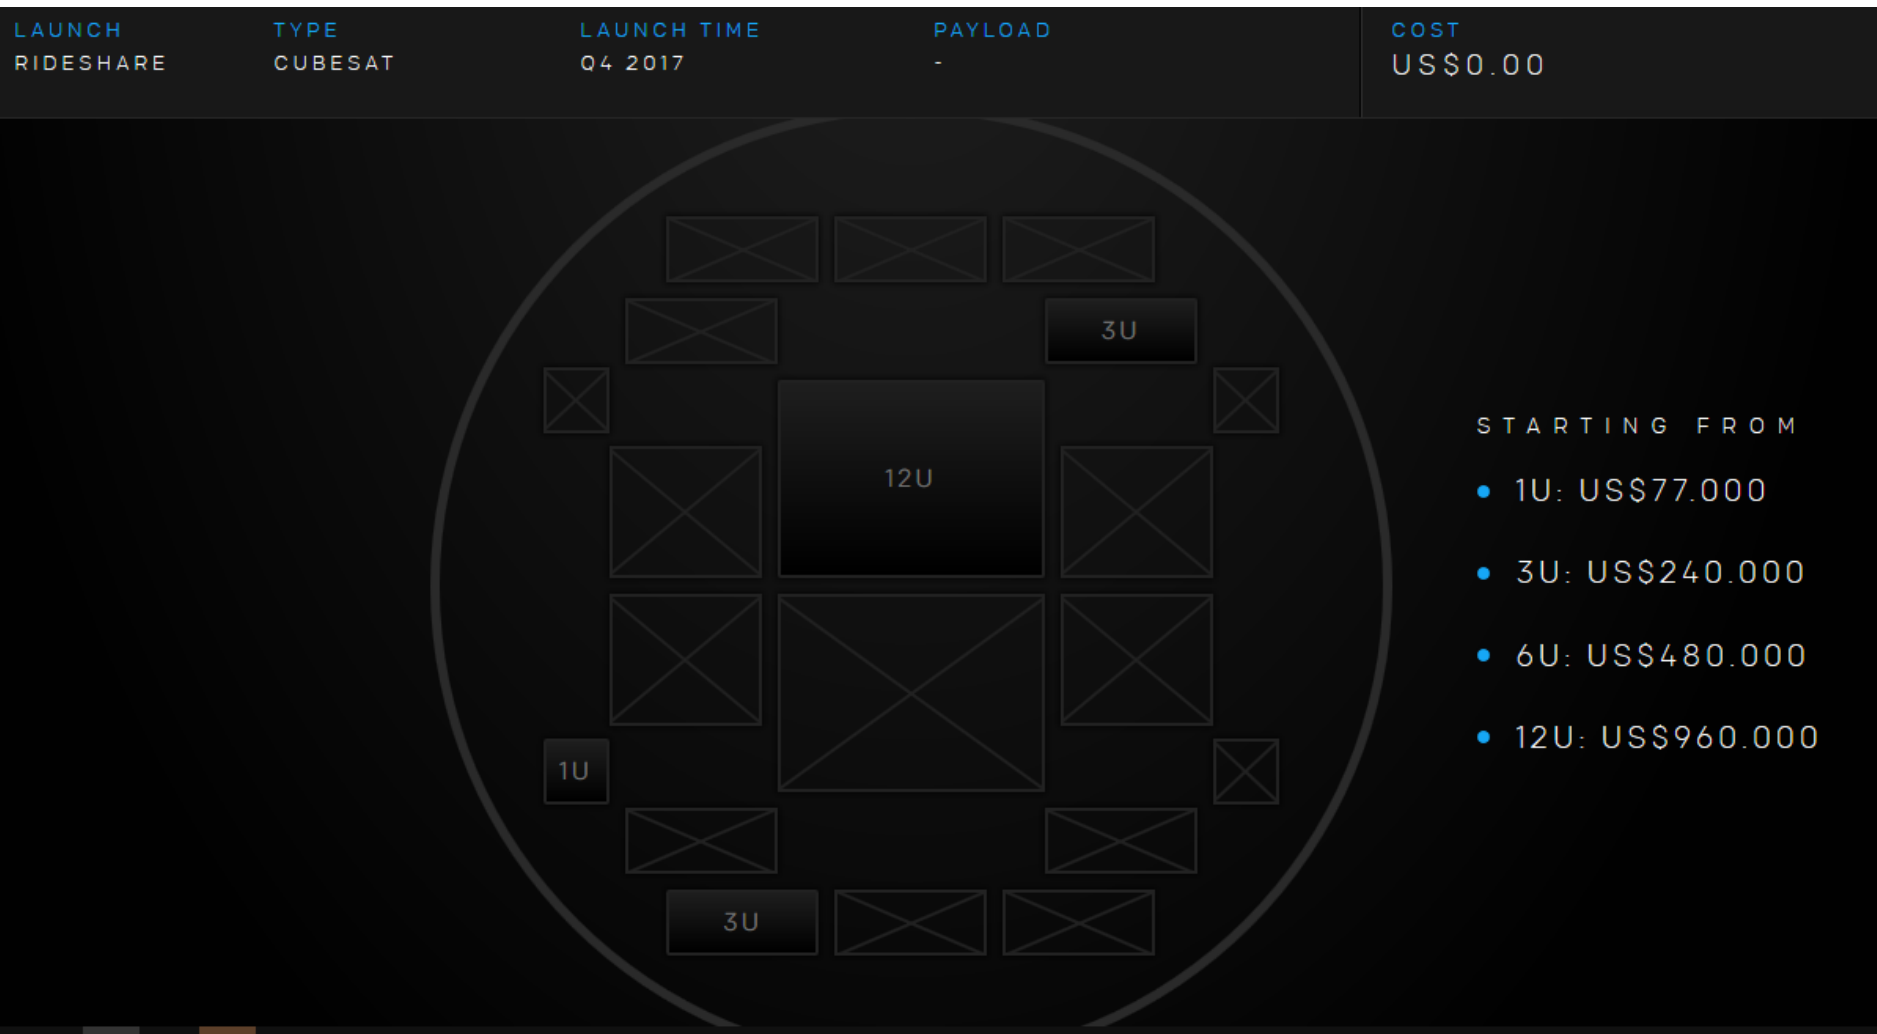 LAUNCH TYPE LAUNCH TIME PAYLOAD COST
RIDESHARE CUBESAT Q4 2017 - US$0.00
3U
12U
STARTING FROM
1U: US$77.000
3U: US$240.000
6U: US$480.000
12U: US$960.000
1U
3U